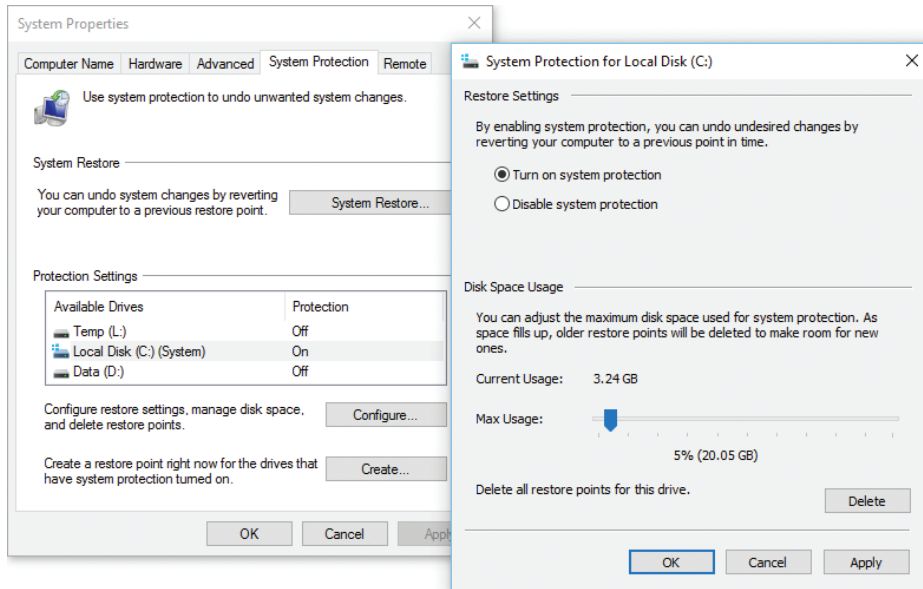 System Properties
Computer Name Hardware Advanced System Protection Remote
Use system protection to undo unwanted system changes.
System Restore
You can undo system changes by reverting
your computer to a previous restore point.
System Restore...
Protection Settings
Available Drives Protection
Temp (L:) Off
Local Disk (C:) (System) On
Data (D:) Off
Configure restore settings, manage disk space,
and delete restore points.
Configure...
Create a restore point right now for the drives that
have system protection turned on.
Create...
OK Cancel Appl
System Protection for Local Disk (C:)
Restore Settings
By enabling system protection, you can undo undesired changes by
reverting your computer to a previous point in time.
Turn on system protection
Disable system protection
Disk Space Usage
You can adjust the maximum disk space used for system protection. As
space fills up, older restore points will be deleted to make room for new
ones.
Current Usage: 3.24 GB
Max Usage:
5% (20.05 GB)
Delete all restore points for this drive.
Delete
OK Cancel Apply